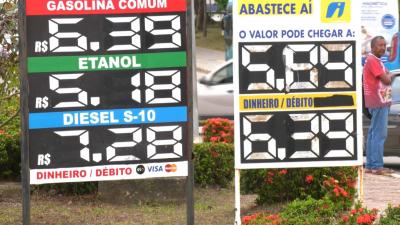 GASOLINA COMUM
R$ 6.39
ETANOL
R$ 5.18
DIESEL S-10
R$ 7.28
DINHEIRO / DÉBITO VISA
ABASTECE AÍ
O VALOR PODE CHEGAR A:
DINHEIRO / DÉBITO